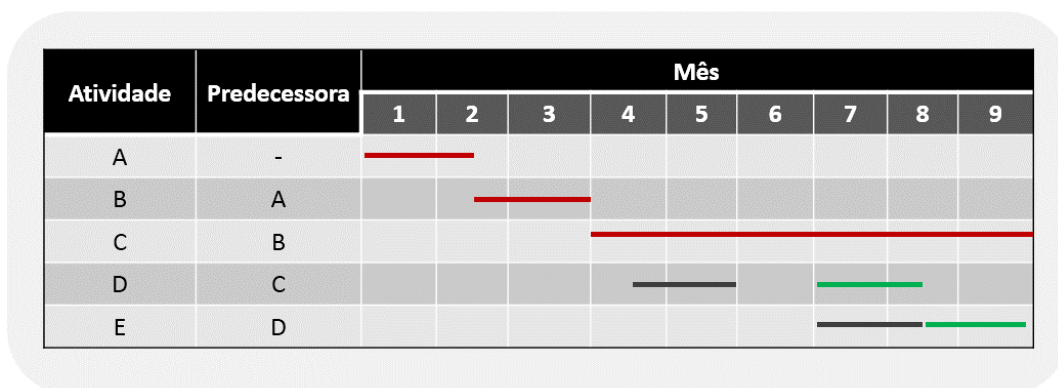 Atividade Predecessora Mês
1 2 3 4 5 6 7 8 9
A -
B A
C B
D C
E D